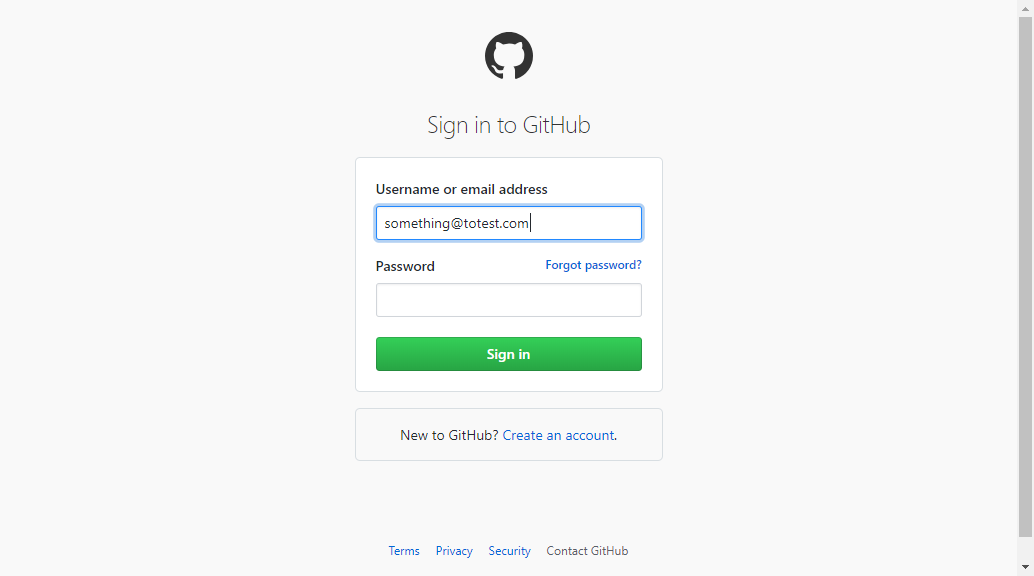 Sign in to GitHub
Username or email address
something@totest.com
Password Forgot password?
Sign in
New to GitHub? Create an account.
Terms Privacy Security Contact GitHub